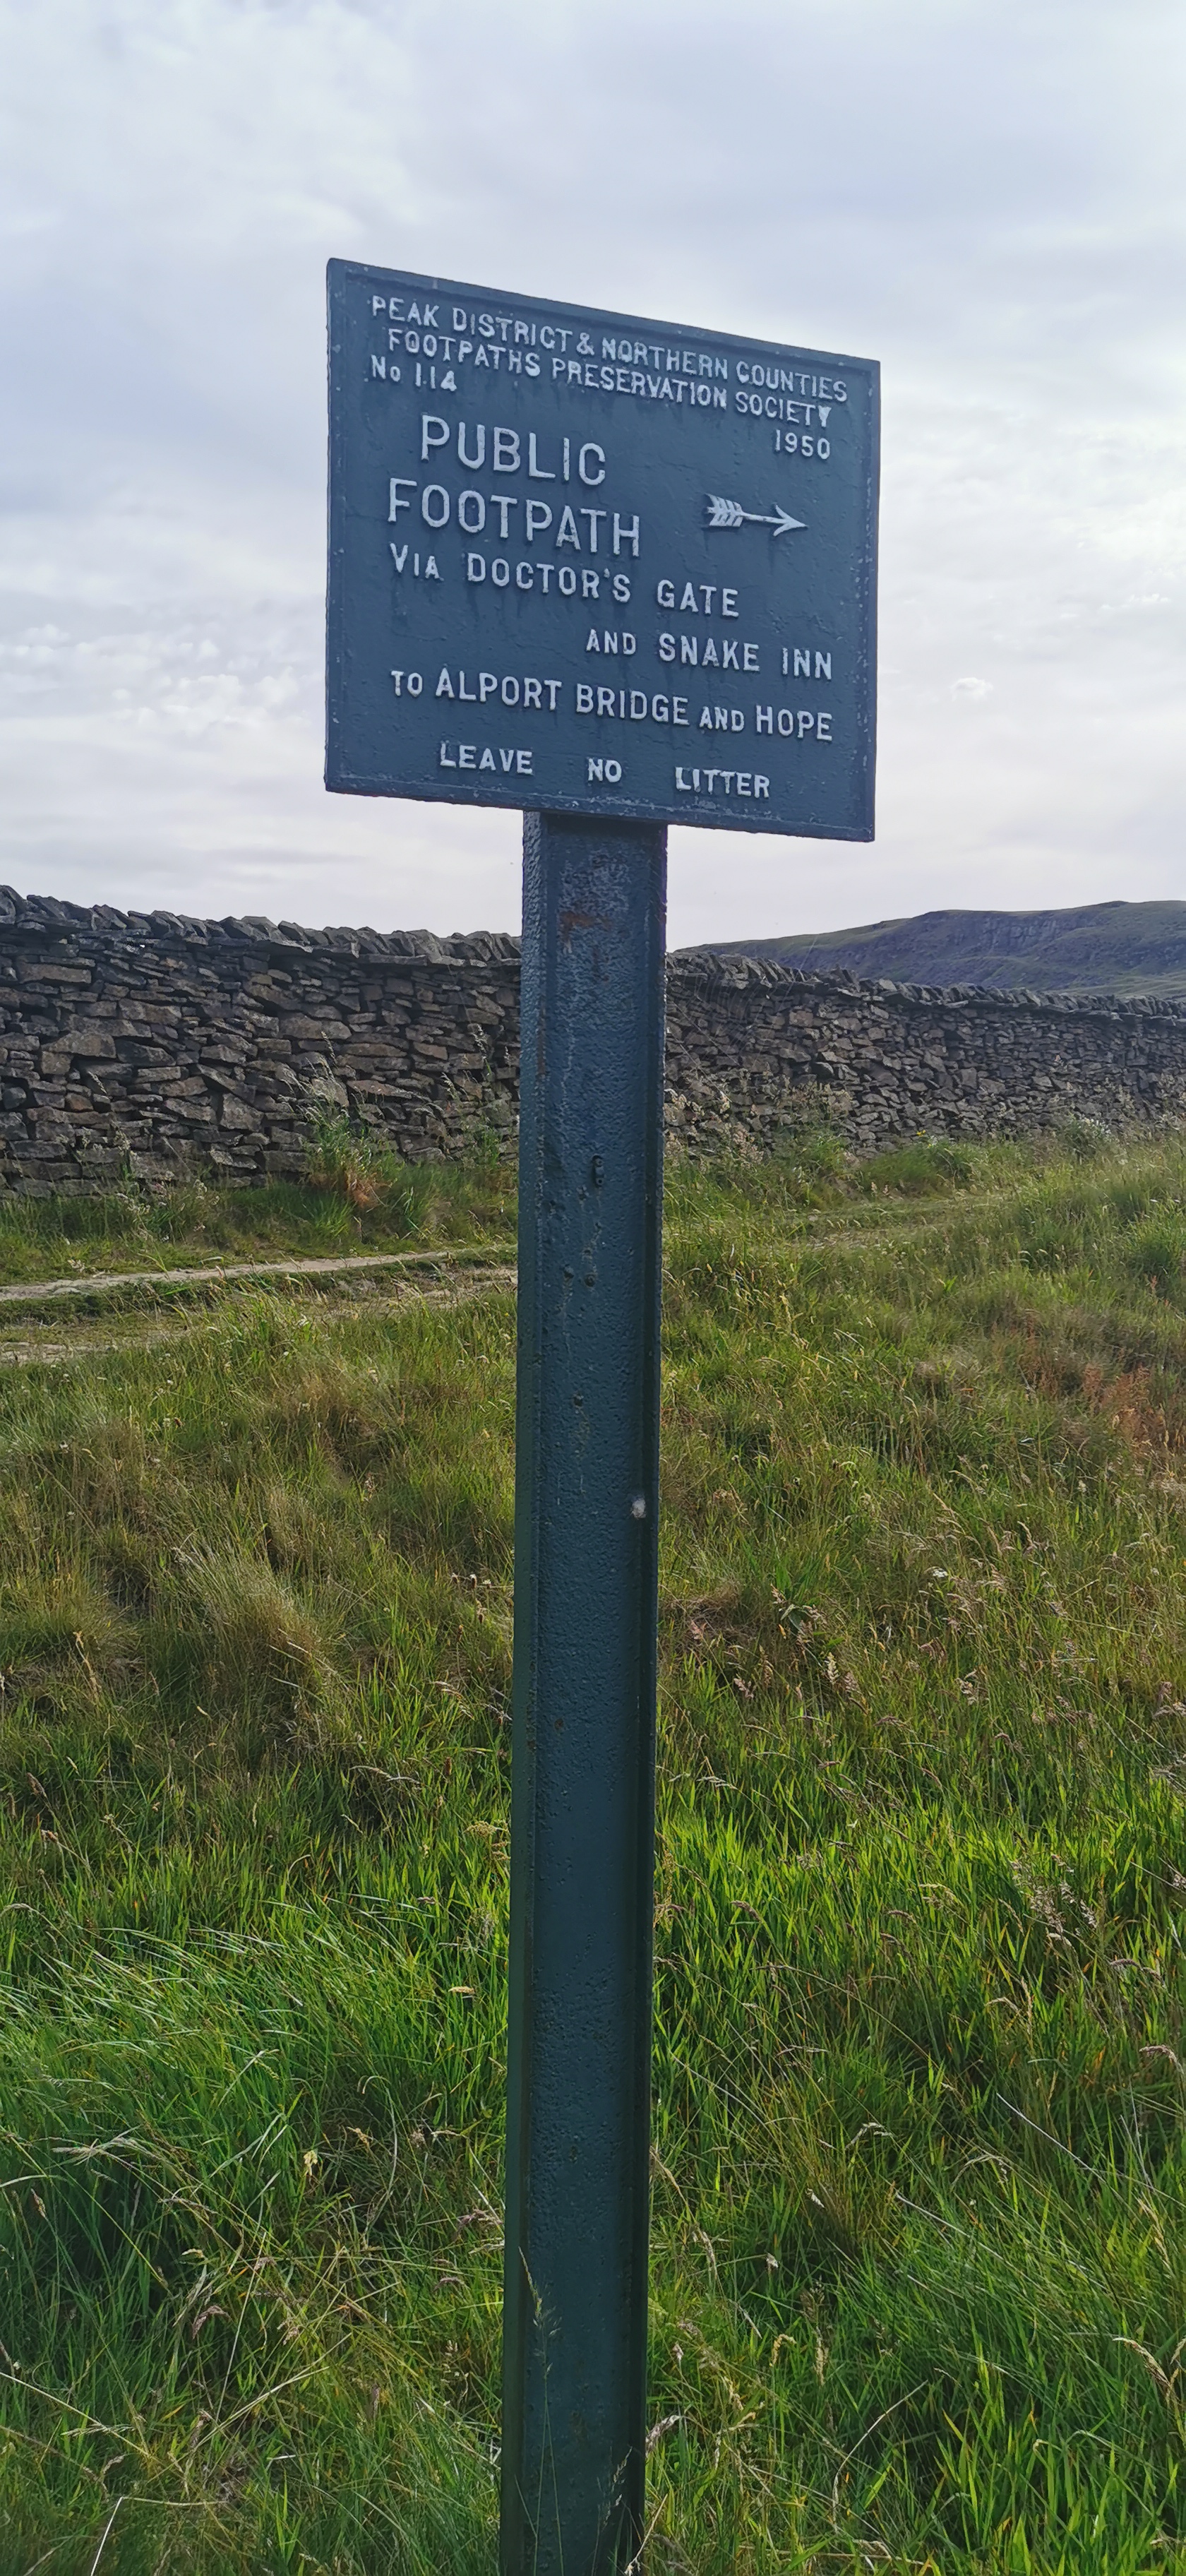 PEAK DISTRICT & NORTHERN COUNTIES
FOOTPATHS PRESERVATION SOCIETY
No 114
1950
PUBLIC
FOOTPATH
VIA DOCTOR'S GATE
AND SNAKE INN
TO ALPORT BRIDGE AND HOPE
LEAVE NO LITTER